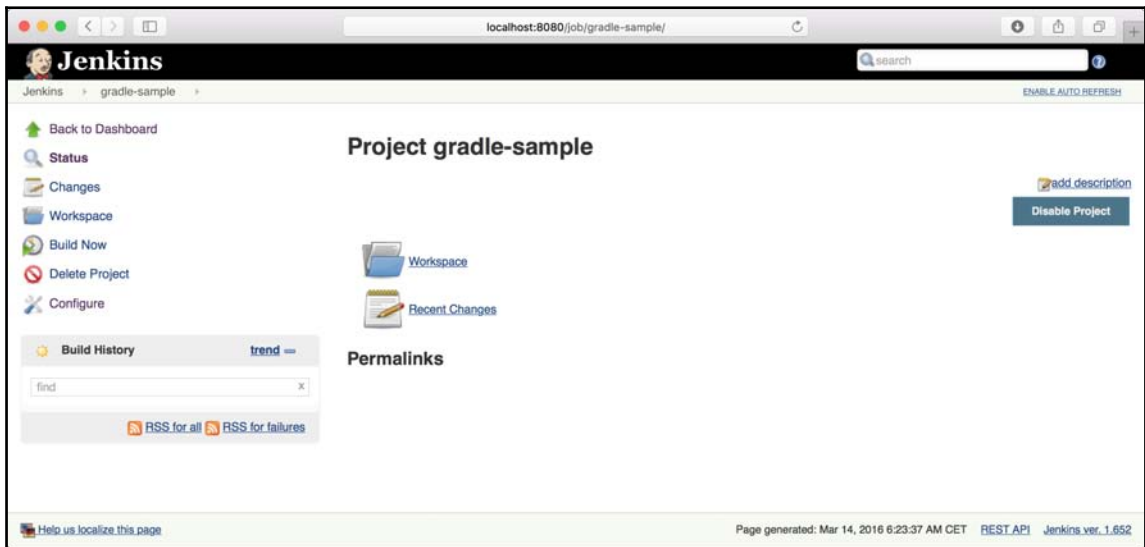 localhost:8080/job/gradle-sample/
Jenkins
search
Jenkins gradle-sample
ENABLE AUTO REFRESH
Back to Dashboard
Status
Changes
Workspace
Build Now
Delete Project
Configure
Build History trend
find x
RSS for all RSS for failures
Project gradle-sample
add description
Disable Project
Workspace
Recent Changes
Permalinks
Help us localize this page
Page generated: Mar 14, 2016 6:23:37 AM CET REST API Jenkins ver. 1.652